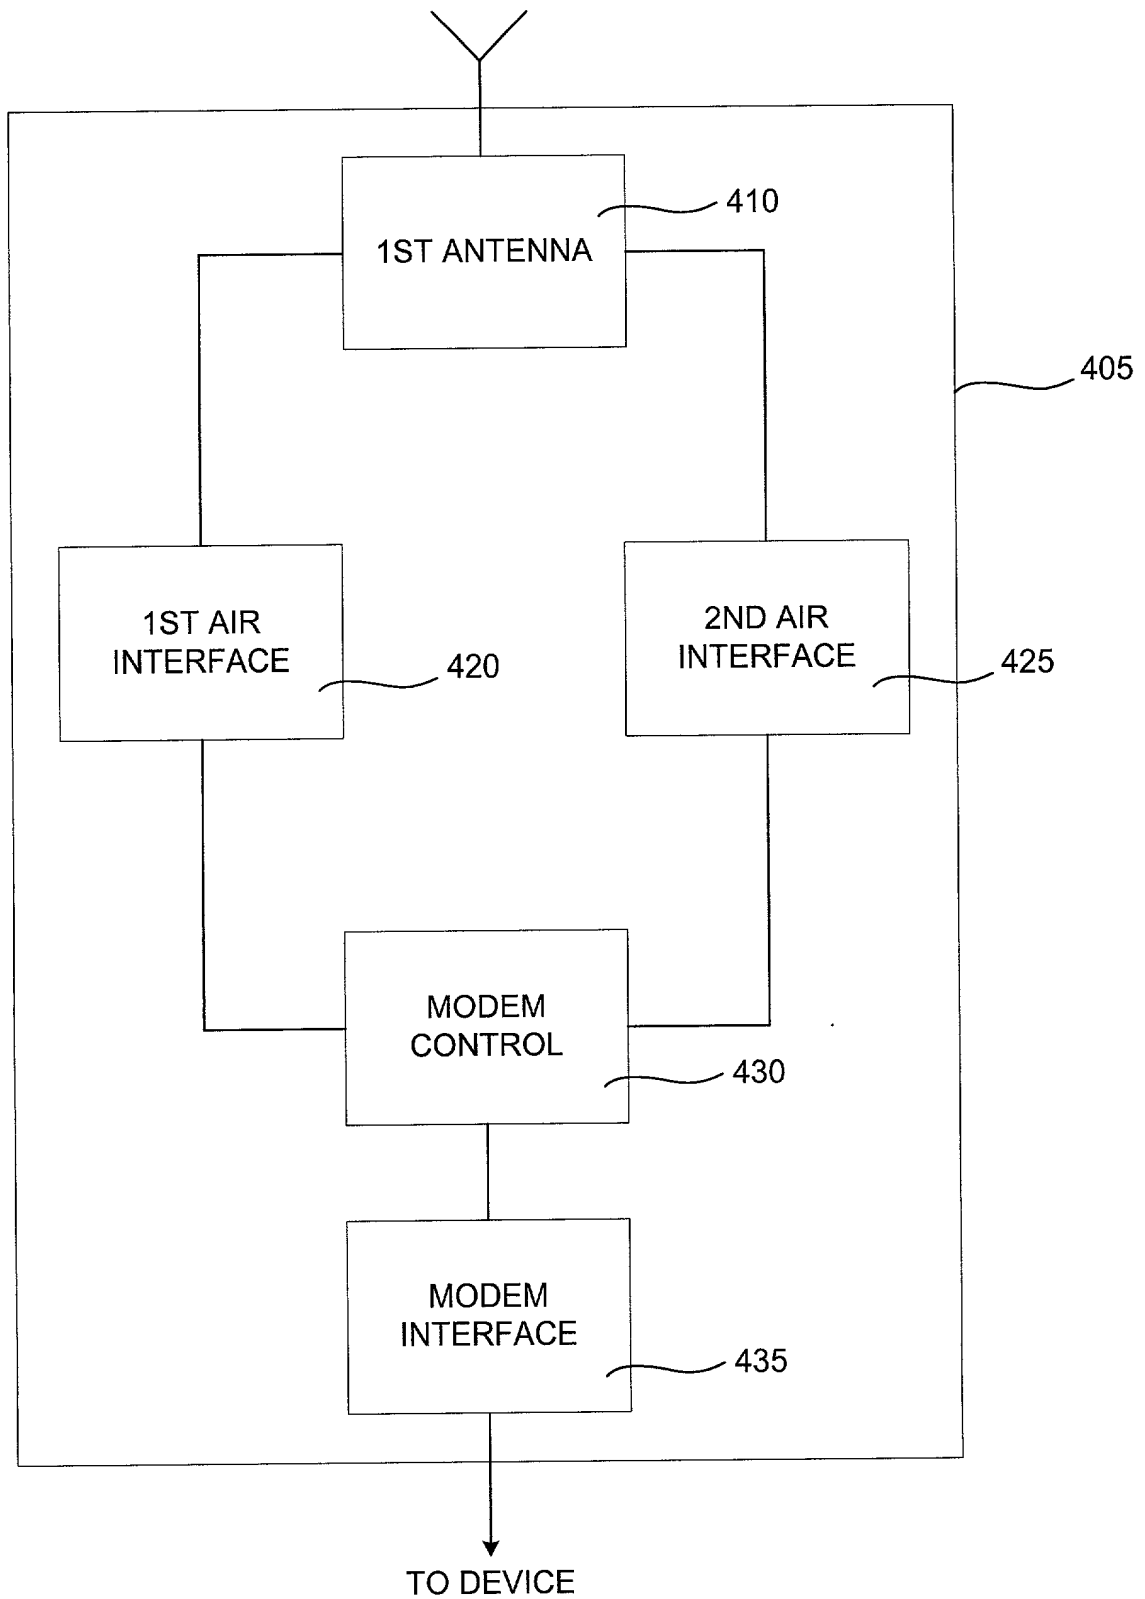 410
1ST ANTENNA
405
1ST AIR
INTERFACE
420
2ND AIR
INTERFACE
425
MODEM
CONTROL
430
MODEM
INTERFACE
435
TO DEVICE